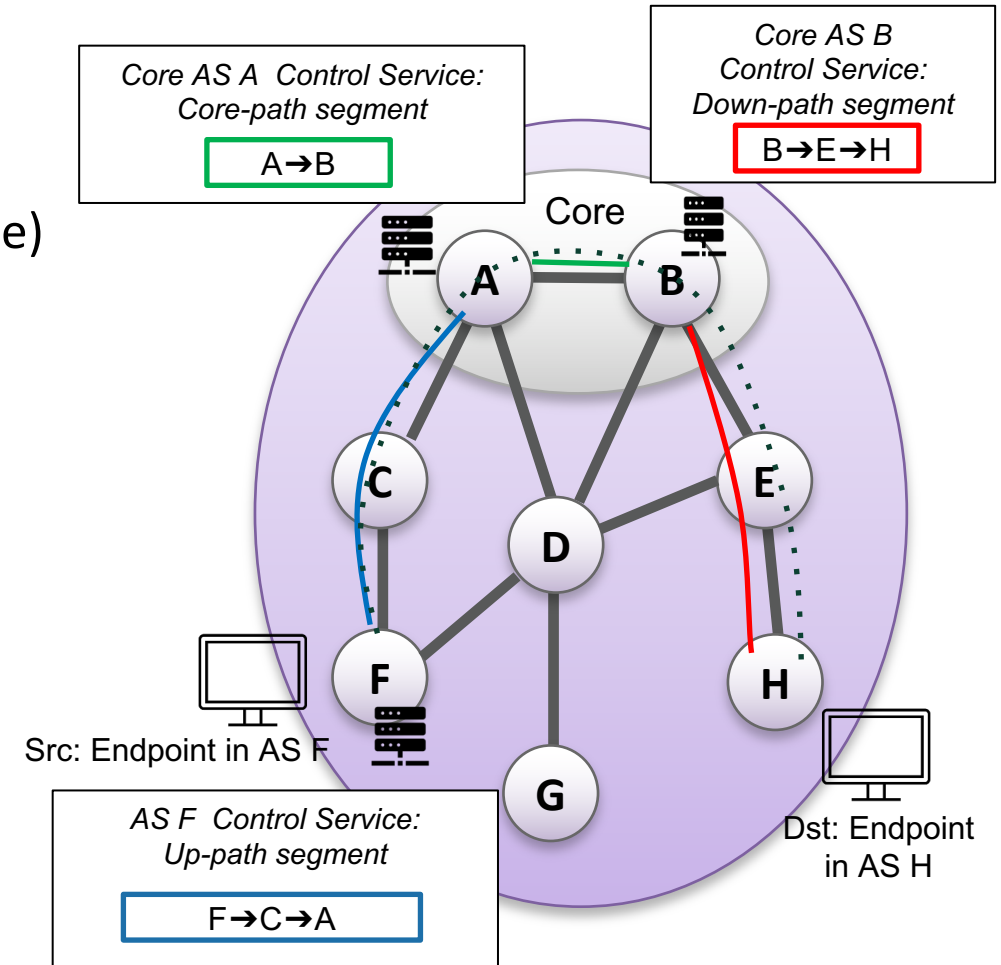 Core AS A  Control Service:
Core-path segment
A➔B
Core AS B
Control Service:
Down-path segment
B➔E➔H
e)
Core
A
B
C
E
D
F
H
Src: Endpoint in AS F
G
Dst: Endpoint
in AS H
AS F  Control Service:
Up-path segment
F➔C➔A